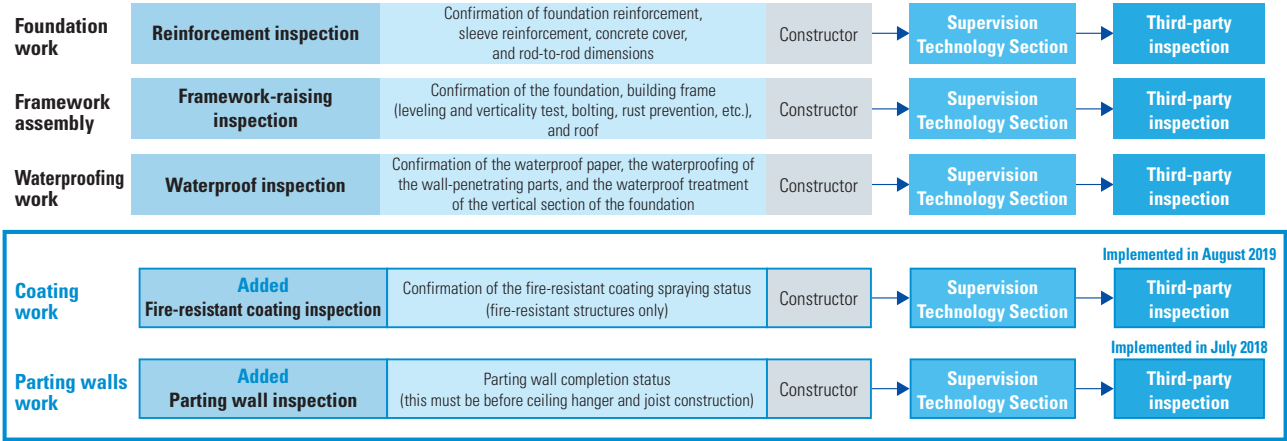 Foundation
work
Reinforcement inspection
Confirmation of foundation reinforcement,
sleeve reinforcement, concrete cover,
and rod-to-rod dimensions
Constructor
Supervision
Technology Section
Third-party
inspection
Framework
assembly
Framework-raising
inspection
Confirmation of the foundation, building frame
(leveling and verticality test, bolting, rust prevention, etc.),
and roof
Constructor
Supervision
Technology Section
Third-party
inspection
Waterproofing
work
Waterproof inspection
Confirmation of the waterproof paper, the waterproofing of
the wall-penetrating parts, and the waterproof treatment
of the vertical section of the foundation
Constructor
Supervision
Technology Section
Third-party
inspection
Implemented in August 2019
Coating
work
Added
Fire-resistant coating inspection
Confirmation of the fire-resistant coating spraying status
(fire-resistant structures only)
Constructor
Supervision
Technology Section
Third-party
inspection
Implemented in July 2018
Parting walls
work
Added
Parting wall inspection
Parting wall completion status
(this must be before ceiling hanger and joist construction)
Constructor
Supervision
Technology Section
Third-party
inspection